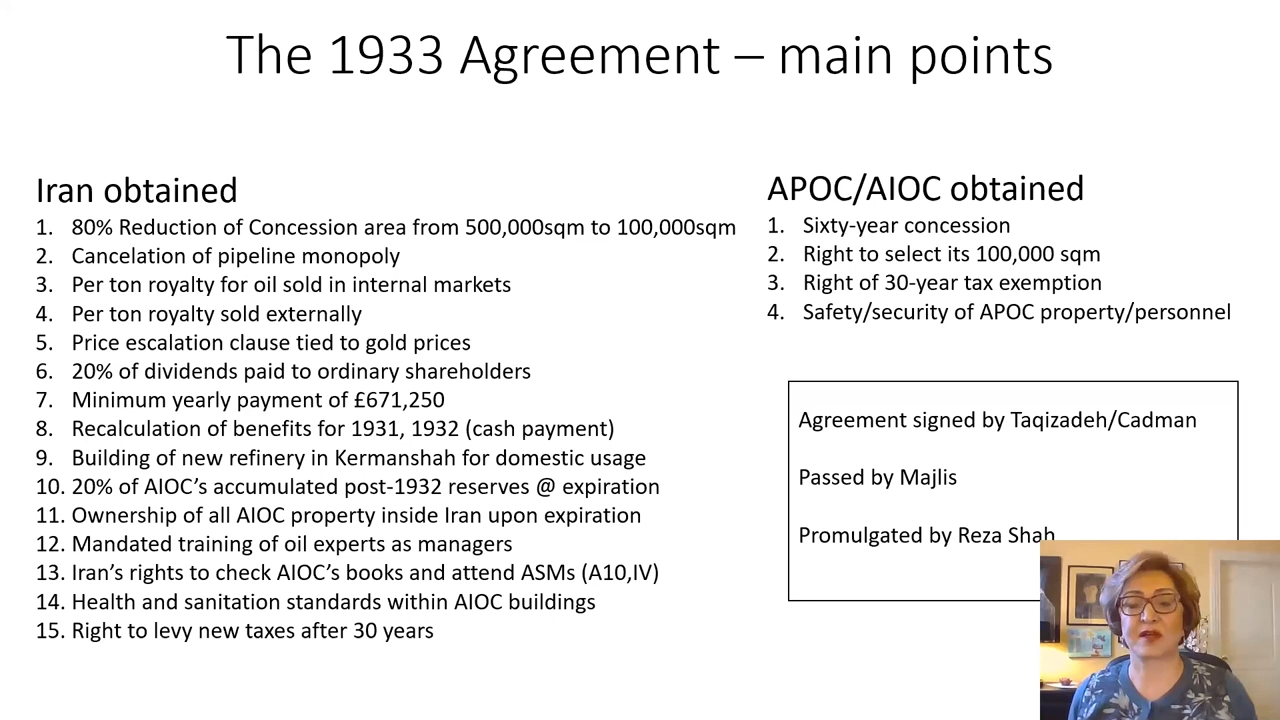 The 1933 Agreement – main points
Iran obtained
1. 80% Reduction of Concession area from 500,000sqm to 100,000sqm
2. Cancelation of pipeline monopoly
3. Per ton royalty for oil sold in internal markets
4. Per ton royalty sold externally
5. Price escalation clause tied to gold prices
6. 20% of dividends paid to ordinary shareholders
7. Minimum yearly payment of £671,250
8. Recalculation of benefits for 1931, 1932 (cash payment)
9. Building of new refinery in Kermanshah for domestic usage
10. 20% of AIOC’s accumulated post-1932 reserves @ expiration
11. Ownership of all AIOC property inside Iran upon expiration
12. Mandated training of oil experts as managers
13. Iran’s rights to check AIOC’s books and attend ASMs (A10,IV)
14. Health and sanitation standards within AIOC buildings
15. Right to levy new taxes after 30 years
APOC/AIOC obtained
1. Sixty-year concession
2. Right to select its 100,000 sqm
3. Right of 30-year tax exemption
4. Safety/security of APOC property/personnel
Agreement signed by Taqizadeh/Cadman
Passed by Majlis
Promulgated by Reza Shah